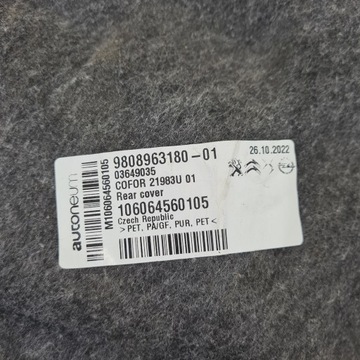 autoneum
M106064560105
9808963180-01
03649035
COFOR 21983U 01
Rear cover
106064560105
Czech Republic
> PET, PA/GF, PUR, PET <
26.10.2022